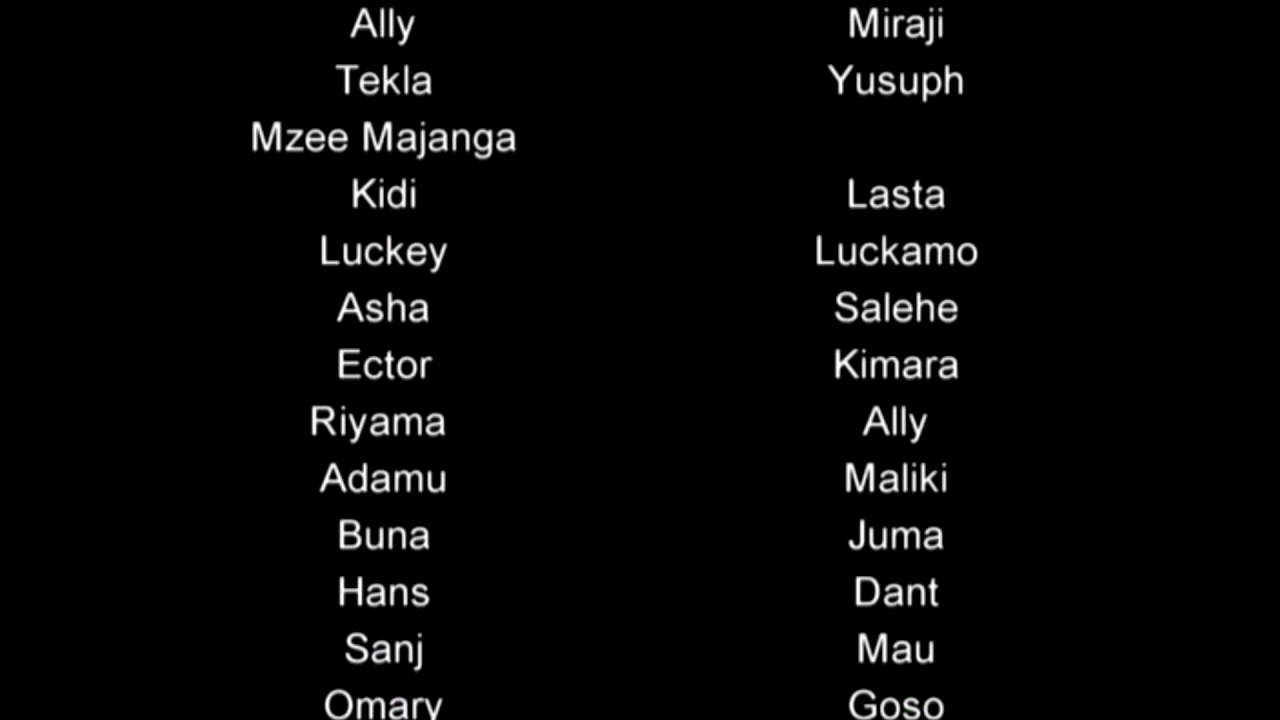 Ally Miraji
Tekla Yusuph
Mzee Majanga
Kidi Lasta
Luckey Luckamo
Asha Salehe
Ector Kimara
Riyama Ally
Adamu Maliki
Buna Juma
Hans Dant
Sanj Mau
Omary Goso